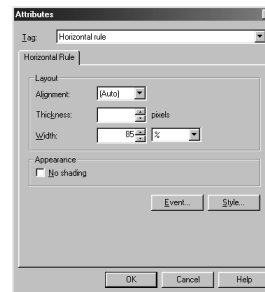 Attributes
Tag: Horizontal rule
Horizontal Rule
Layout
Alignment: (Auto)
Thickness: pixels
Width: 85 %
Appearance
No shading
Event... Style...
OK Cancel Help